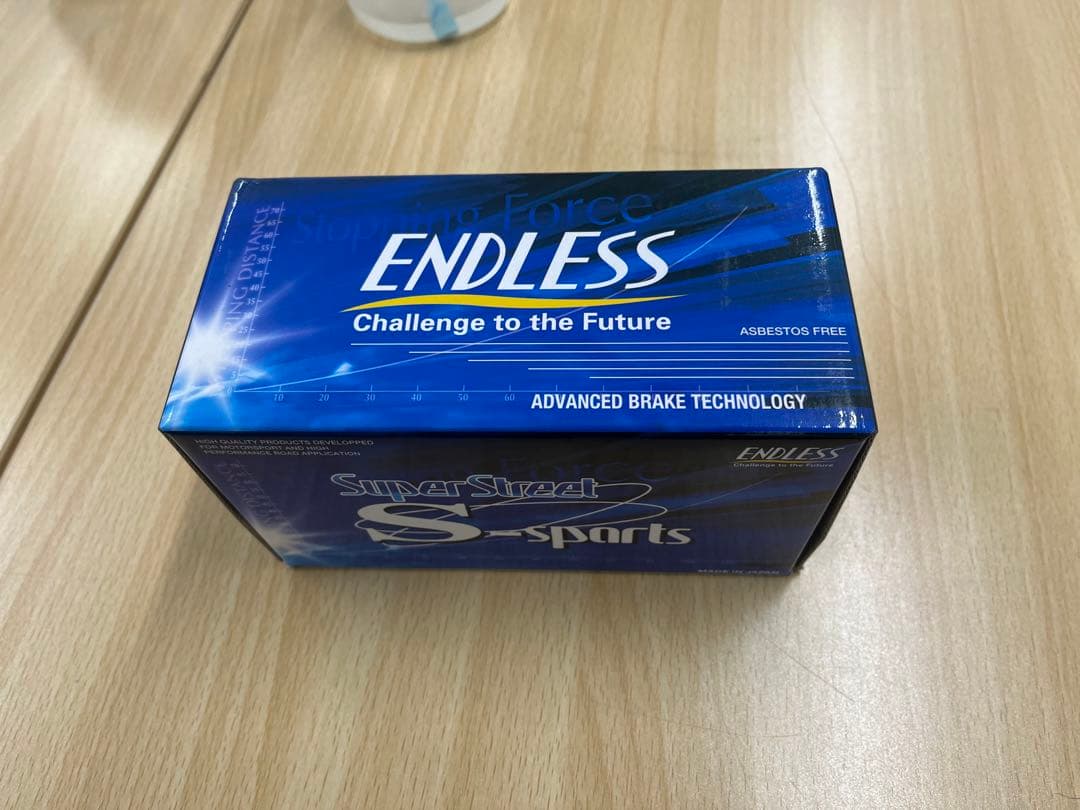 Stopping Force
ENDLESS
Challenge to the Future
ASBESTOS FREE
10 20 30 40 50 60
ADVANCED BRAKE TECHNOLOGY
HIGH QUALITY PRODUCTS DEVELOPPED
FOR MOTORSPORT AND HIGH
PERFORMANCE ROAD APPLICATION
ENDLESS
Challenge to the Future
Force
Super Street
S-sports
MADE IN JAPAN